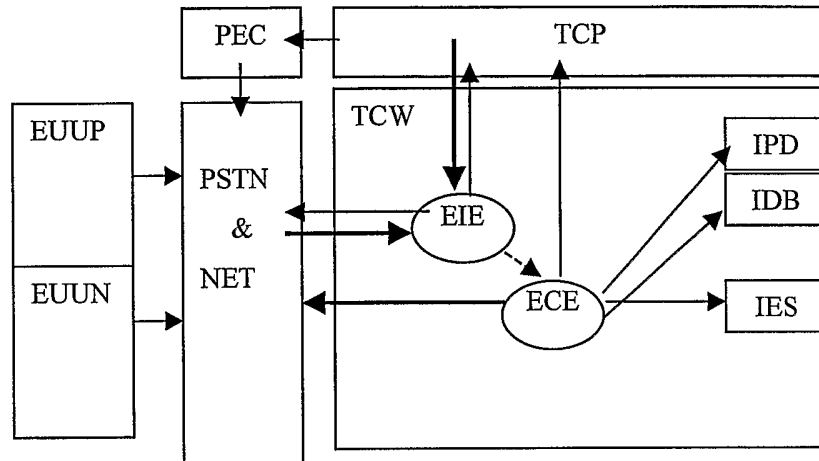 PEC
TCP
EUUP
EUUN
PSTN
&
NET
TCW
EIE
ECE
IPD
IDB
IES